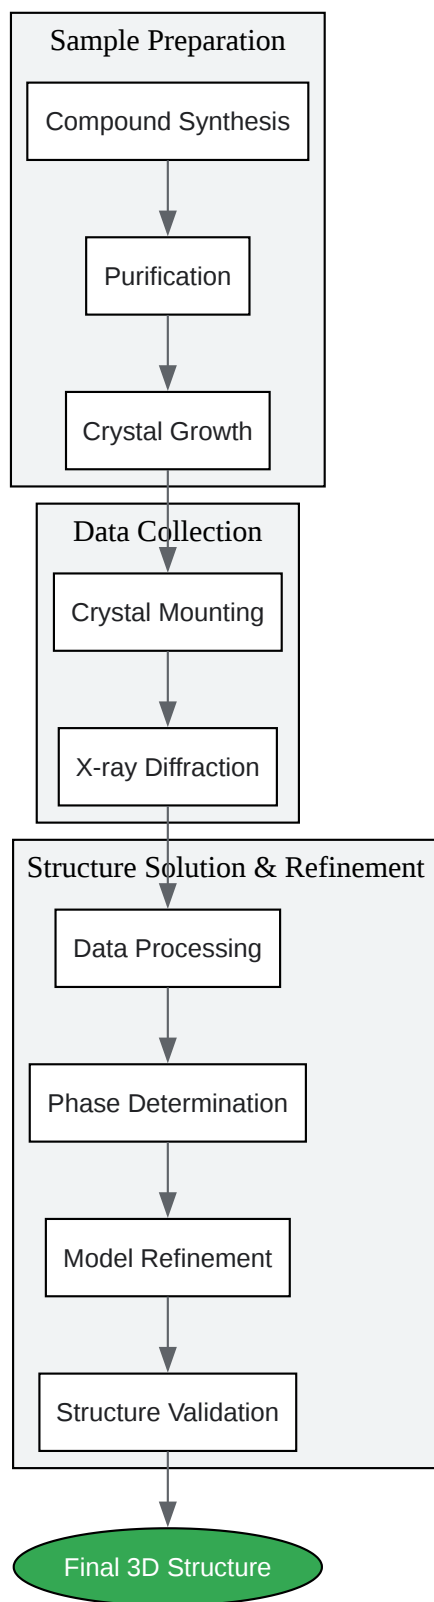 Sample Preparation
Compound Synthesis
Purification
Crystal Growth
Data Collection
Crystal Mounting
X-ray Diffraction
Structure Solution & Refinement
Data Processing
Phase Determination
Model Refinement
Structure Validation
Final 3D Structure